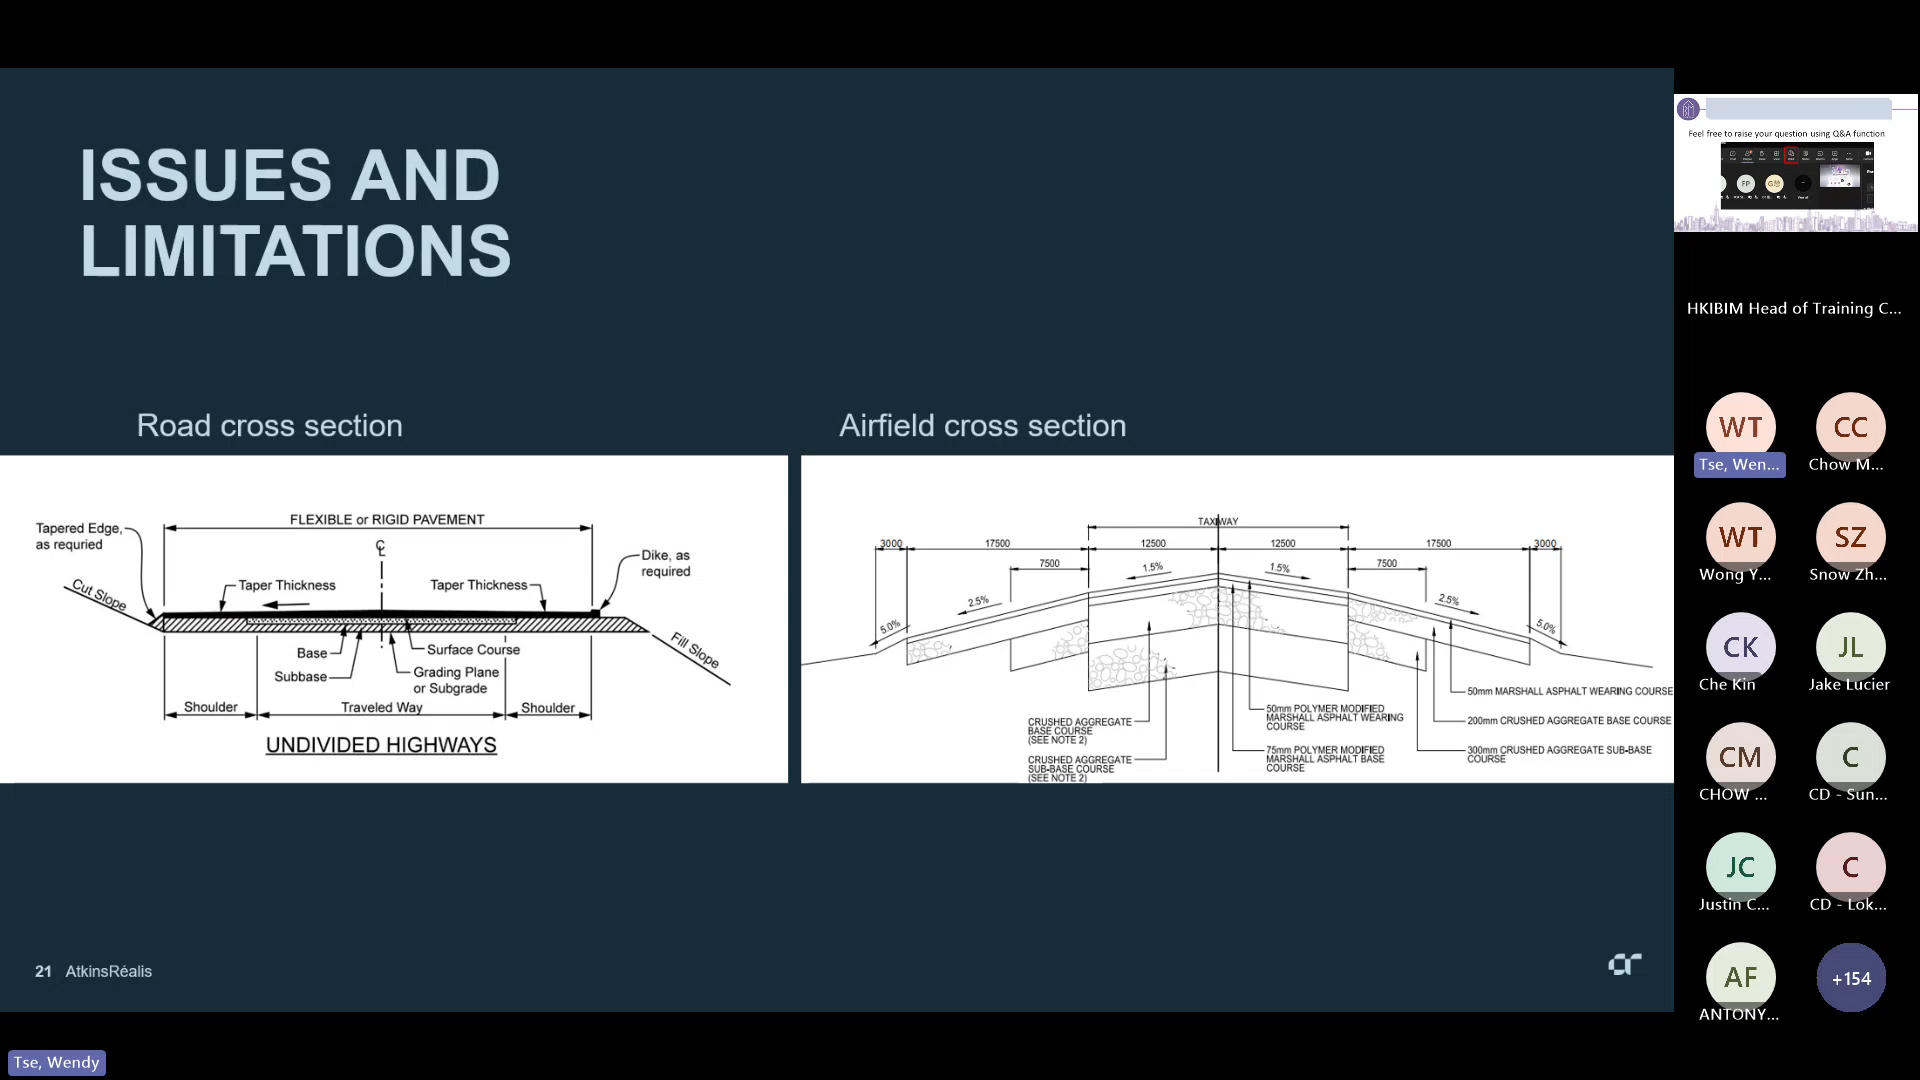 ISSUES AND
LIMITATIONS
Road cross section
Airfield cross section
FLEXIBLE or RIGID PAVEMENT
Tapered Edge,
as requried
Dike, as
required
Cut Slope
Taper Thickness
Taper Thickness
Fill Slope
Base
Subbase
Surface Course
Grading Plane
or Subgrade
Shoulder
Traveled Way
Shoulder
UNDIVIDED HIGHWAYS
TAXIWAY
3000
17500
12500
12500
17500
3000
7500
7500
1.5%
1.5%
2.5%
2.5%
5.0%
5.0%
CRUSHED AGGREGATE
BASE COURSE
(SEE NOTE 2)
CRUSHED AGGREGATE
SUB-BASE COURSE
(SEE NOTE 2)
50mm POLYMER MODIFIED
MARSHALL ASPHALT WEARING
COURSE
75mm POLYMER MODIFIED
MARSHALL ASPHALT BASE
COURSE
50mm MARSHALL ASPHALT WEARING COURSE
200mm CRUSHED AGGREGATE BASE COURSE
300mm CRUSHED AGGREGATE SUB-BASE
COURSE
21 AtkinsRéalis
Feel free to raise your question using Q&A function
FP
HKIBIM Head of Training C...
WT
Tse, Wen...
CC
Chow M...
WT
Wong Y...
SZ
Snow Zh...
CK
Che Kin
JL
Jake Lucier
CM
CHOW ...
C
CD - Sun...
JC
Justin C...
C
CD - Lok...
AF
ANTONY...
+154
Tse, Wendy